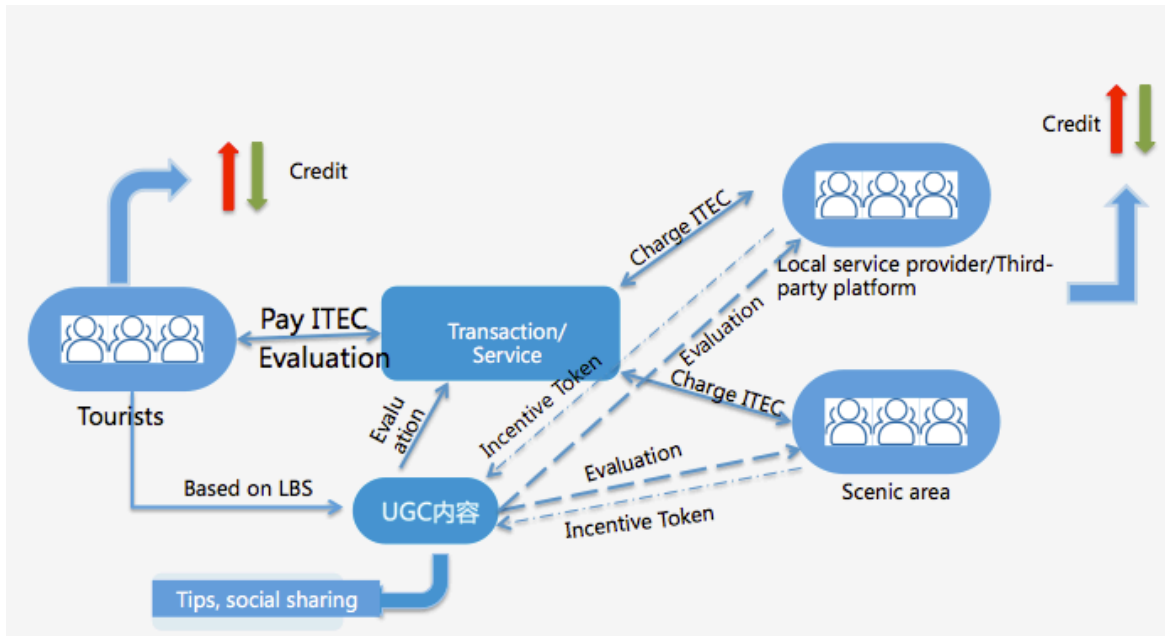 Credit
Credit
Charge ITEC
Local service provider/Third-
party platform
Pay ITEC
Evaluation
Transaction/
Service
Evaluation
Incentive Token
Charge ITEC
Tourists
Evalu
ation
Evaluation
Scenic area
Based on LBS
UGC内容
Incentive Token
Tips, social sharing